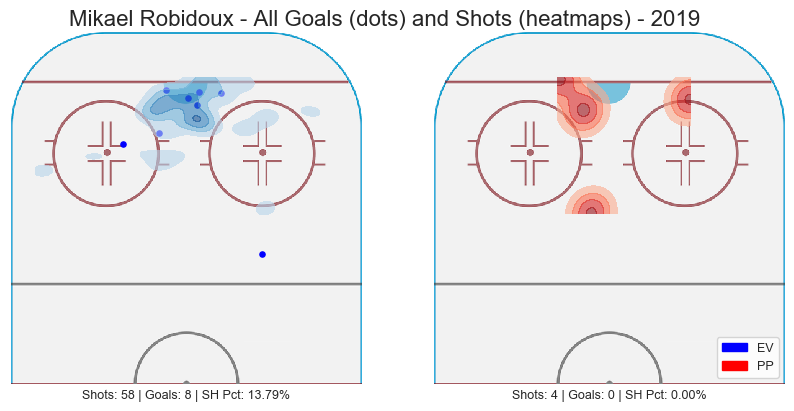 Mikael Robidoux - All Goals (dots) and Shots (heatmaps) - 2019
EV
PP
Shots: 58 | Goals: 8 | SH Pct: 13.79%
Shots: 4 | Goals: 0 | SH Pct: 0.00%